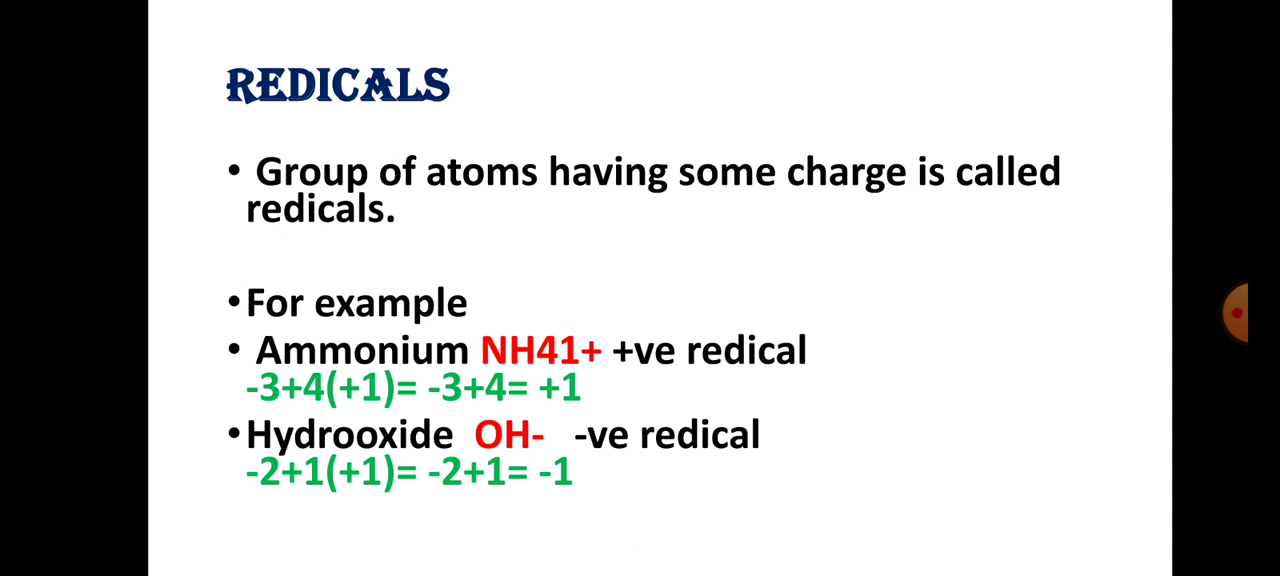 REDICALS
• Group of atoms having some charge is called
redicals.
•For example
• Ammonium NH41+ +ve redical
-3+4(+1)= -3+4= +1
•Hydrooxide OH- -ve redical
-2+1(+1)= -2+1= -1